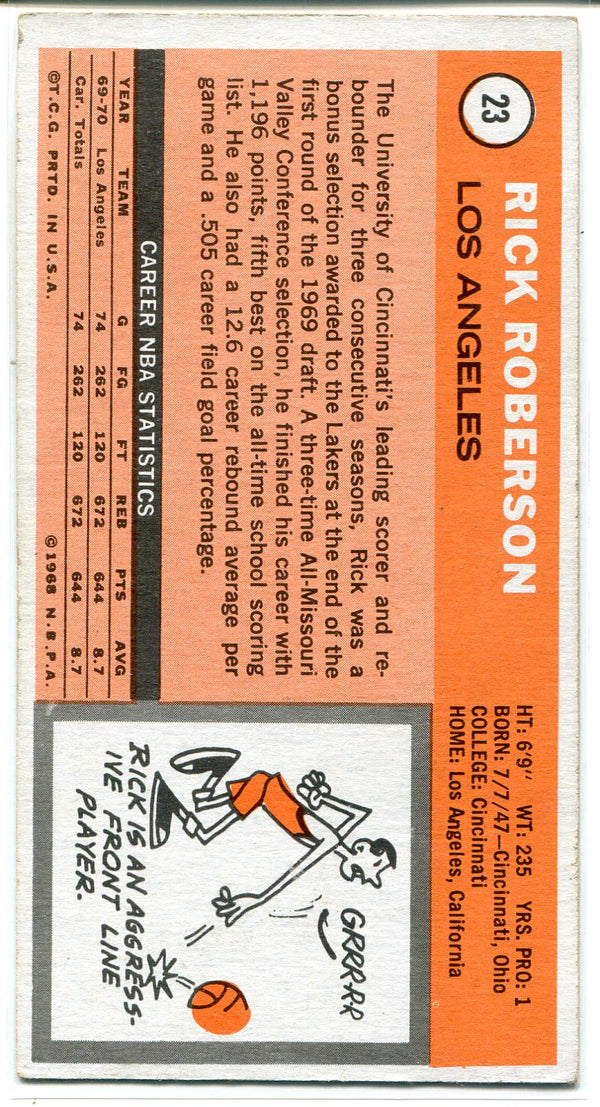 23
RICK ROBERSON
LOS ANGELES
HT: 6'9" WT: 235 YRS. PRO: 1
BORN: 7/7/47—Cincinnati, Ohio
COLLEGE: Cincinnati
HOME: Los Angeles, California
The University of Cincinnati's leading scorer and re-
bounder for three consecutive seasons, Rick was a
bonus selection awarded to the Lakers at the end of the
first round of the 1969 draft. A three-time All-Missouri
Valley Conference selection, he finished his career with
1,196 points, fifth best on the all-time school scoring
list. He also had a 12.6 career rebound average per
game and a .505 career field goal percentage.
CAREER NBA STATISTICS
YEAR TEAM G FG FT REB PTS AVG
69-70 Los Angeles 74 262 120 672 644 8.7
Car. Totals 74 262 120 672 644 8.7
©T.C.G. PRTD. IN U.S.A. ©1968 N.B.P.A.
GRRR-RR
RICK IS AN AGGRESS-
IVE FRONT LINE
PLAYER.